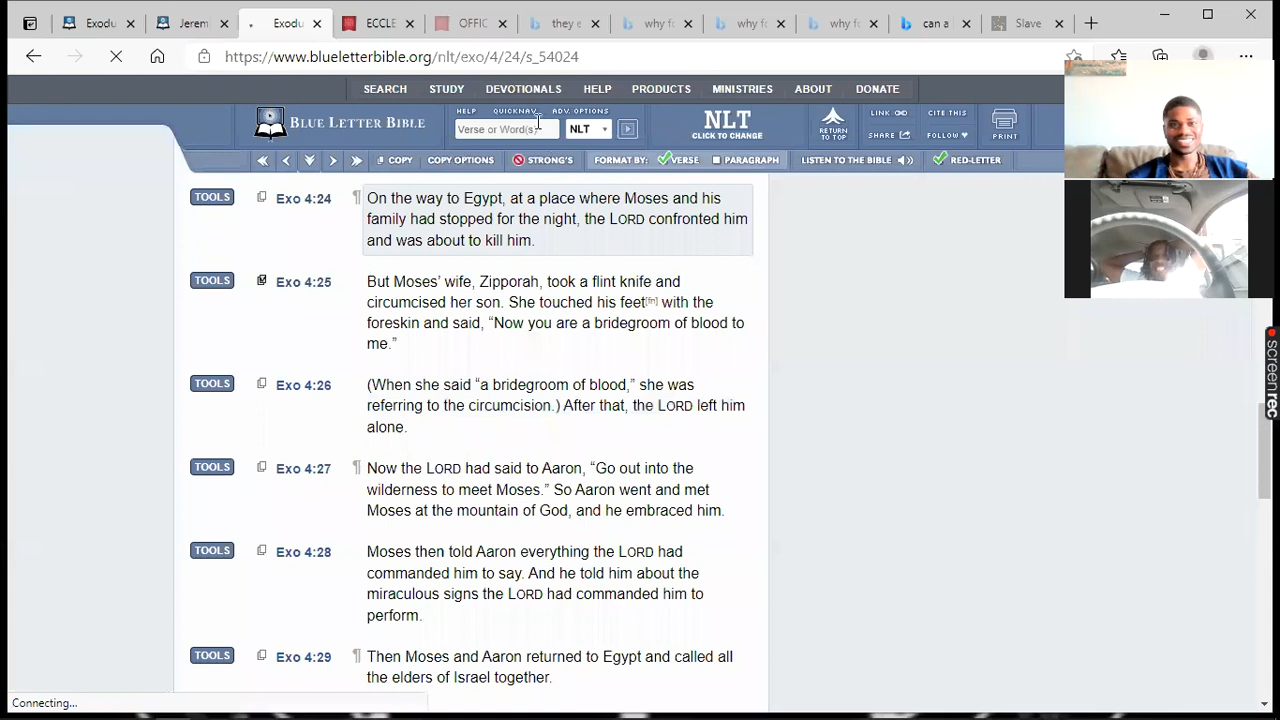 Exodu
Jerem
Exodu
ECCLE
OFFIC
they e
why fo
why f
why fo
can a
Slave
https://www.blueletterbible.org/nlt/exo/4/24/s_54024
SEARCH STUDY DEVOTIONALS HELP PRODUCTS MINISTRIES ABOUT DONATE
BLUE LETTER BIBLE
HELP QUICKNAV ADV. OPTIONS
Verse or Word(s) NLT
NLT
CLICK TO CHANGE
RETURN TO TOP
LINK CITE THIS
SHARE FOLLOW
PRINT
COPY COPY OPTIONS STRONG'S FORMAT BY: VERSE PARAGRAPH LISTEN TO THE BIBLE RED-LETTER
TOOLS Exo 4:24 ¶ On the way to Egypt, at a place where Moses and his
family had stopped for the night, the LORD confronted him
and was about to kill him.
TOOLS Exo 4:25 But Moses’ wife, Zipporah, took a flint knife and
circumcised her son. She touched his feet[fn] with the
foreskin and said, “Now you are a bridegroom of blood to
me.”
TOOLS Exo 4:26 (When she said “a bridegroom of blood,” she was
referring to the circumcision.) After that, the LORD left him
alone.
TOOLS Exo 4:27 ¶ Now the LORD had said to Aaron, “Go out into the
wilderness to meet Moses.” So Aaron went and met
Moses at the mountain of God, and he embraced him.
TOOLS Exo 4:28 Moses then told Aaron everything the LORD had
commanded him to say. And he told him about the
miraculous signs the LORD had commanded him to
perform.
TOOLS Exo 4:29 ¶ Then Moses and Aaron returned to Egypt and called all
the elders of Israel together.
Connecting...
screenrec